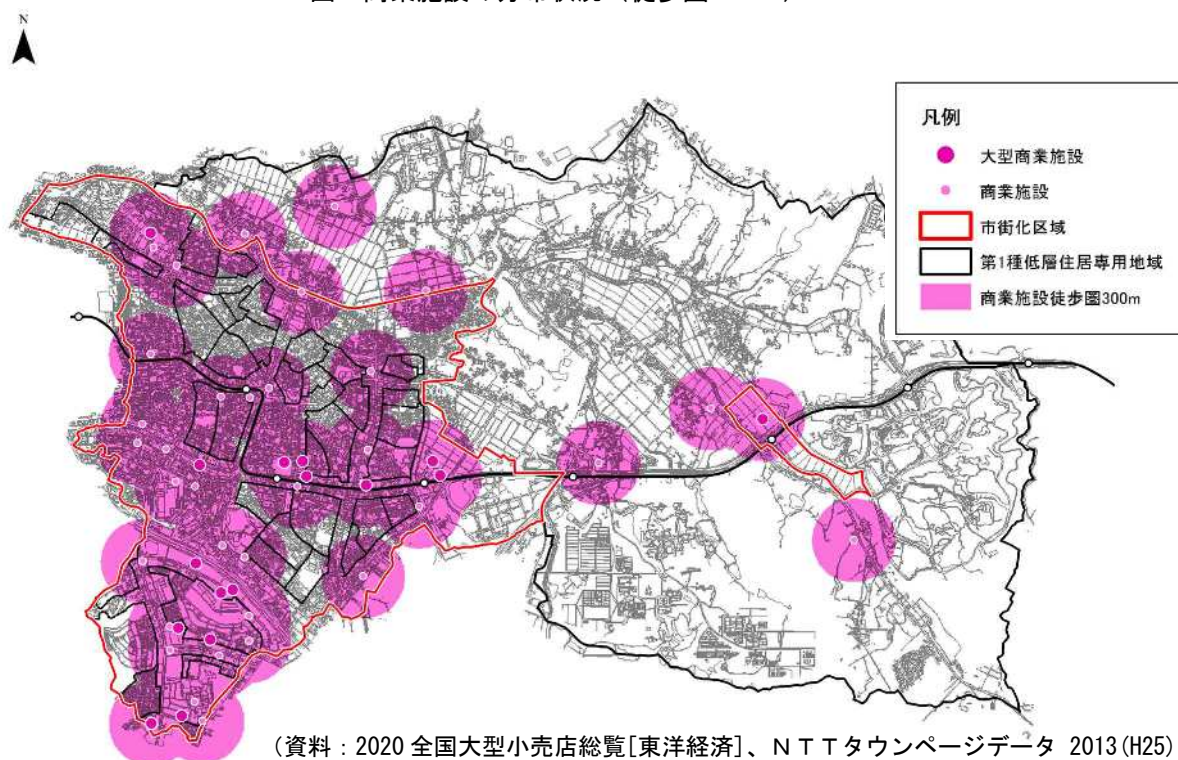 N
凡例
大型商業施設
商業施設
市街化区域
第1種低層住居専用地域
商業施設徒歩圏300m
(資料：2020 全国大型小売店総覧[東洋経済]、ＮＴＴタウンページデータ 2013(H25)